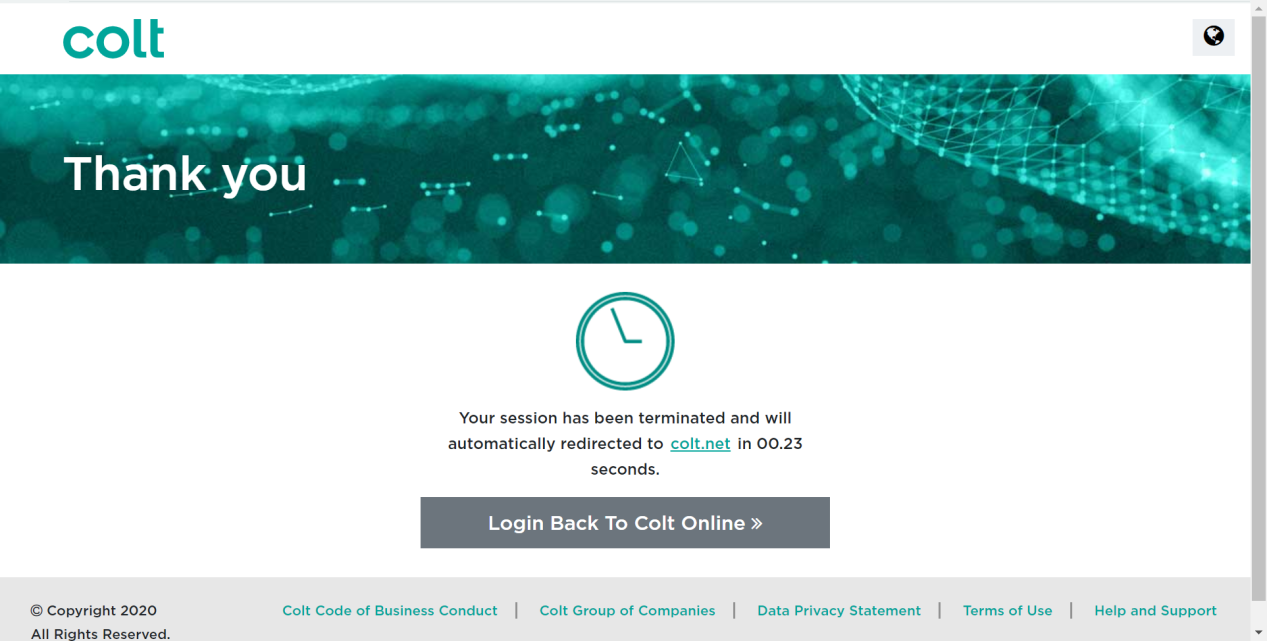 colt
Thank you
Your session has been terminated and will
automatically redirected to colt.net in 00.23
seconds.
Login Back To Colt Online »
© Copyright 2020
All Rights Reserved.
Colt Code of Business Conduct | Colt Group of Companies | Data Privacy Statement | Terms of Use | Help and Support